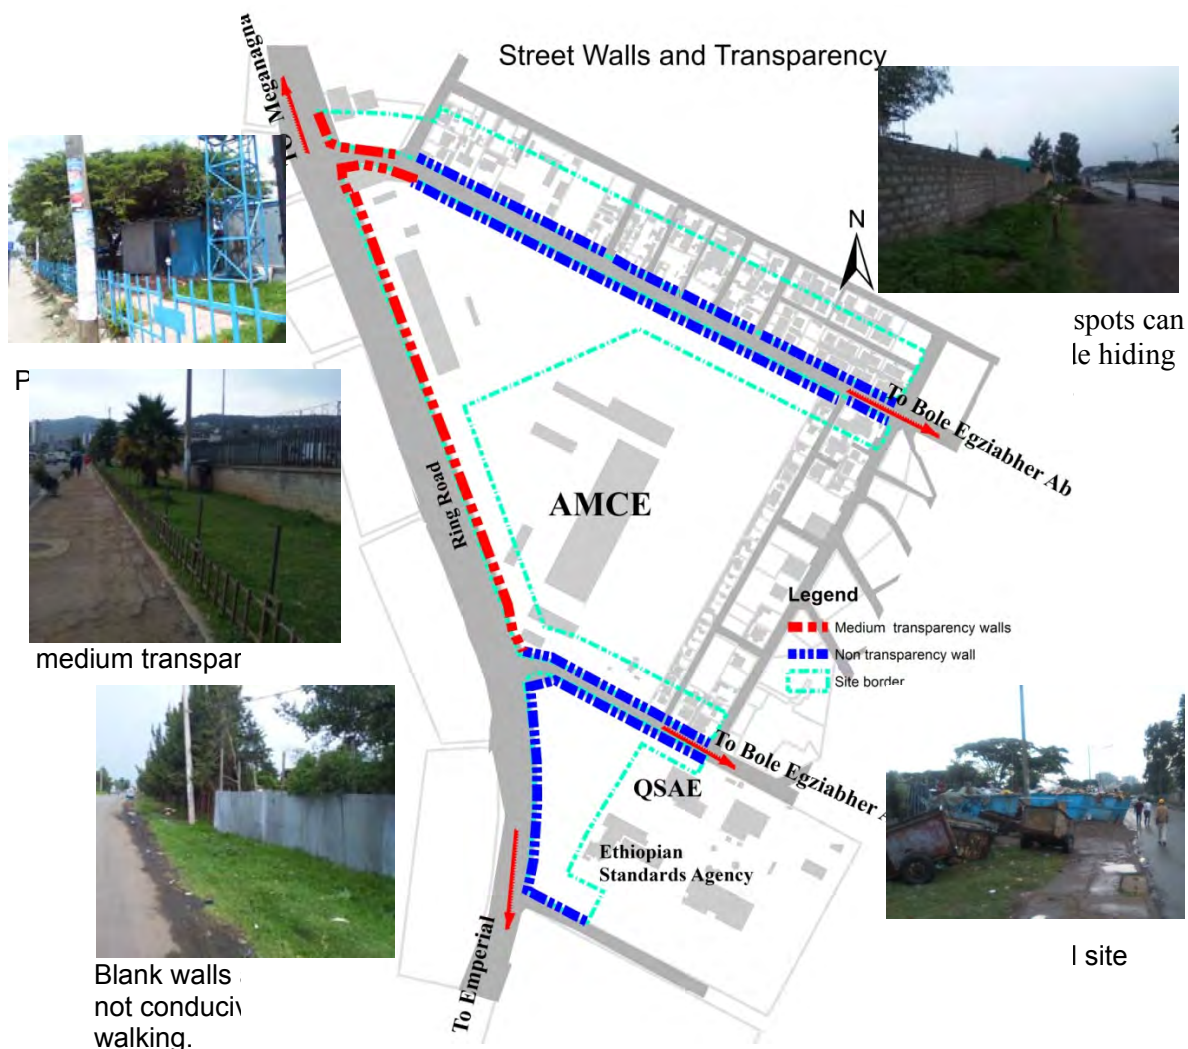 Street Walls and Transparency
TO Meganagna
N
spots can
le hiding
P
To Bole Egziabher Ab
Ring Road
AMCE
Legend
Medium transparency walls
Non transparency wall
Site border
medium transpar
To Bole Egziabher A
QSAE
Ethiopian
Standards Agency
l site
To Emperial
Blank walls
not conduciv
walking.